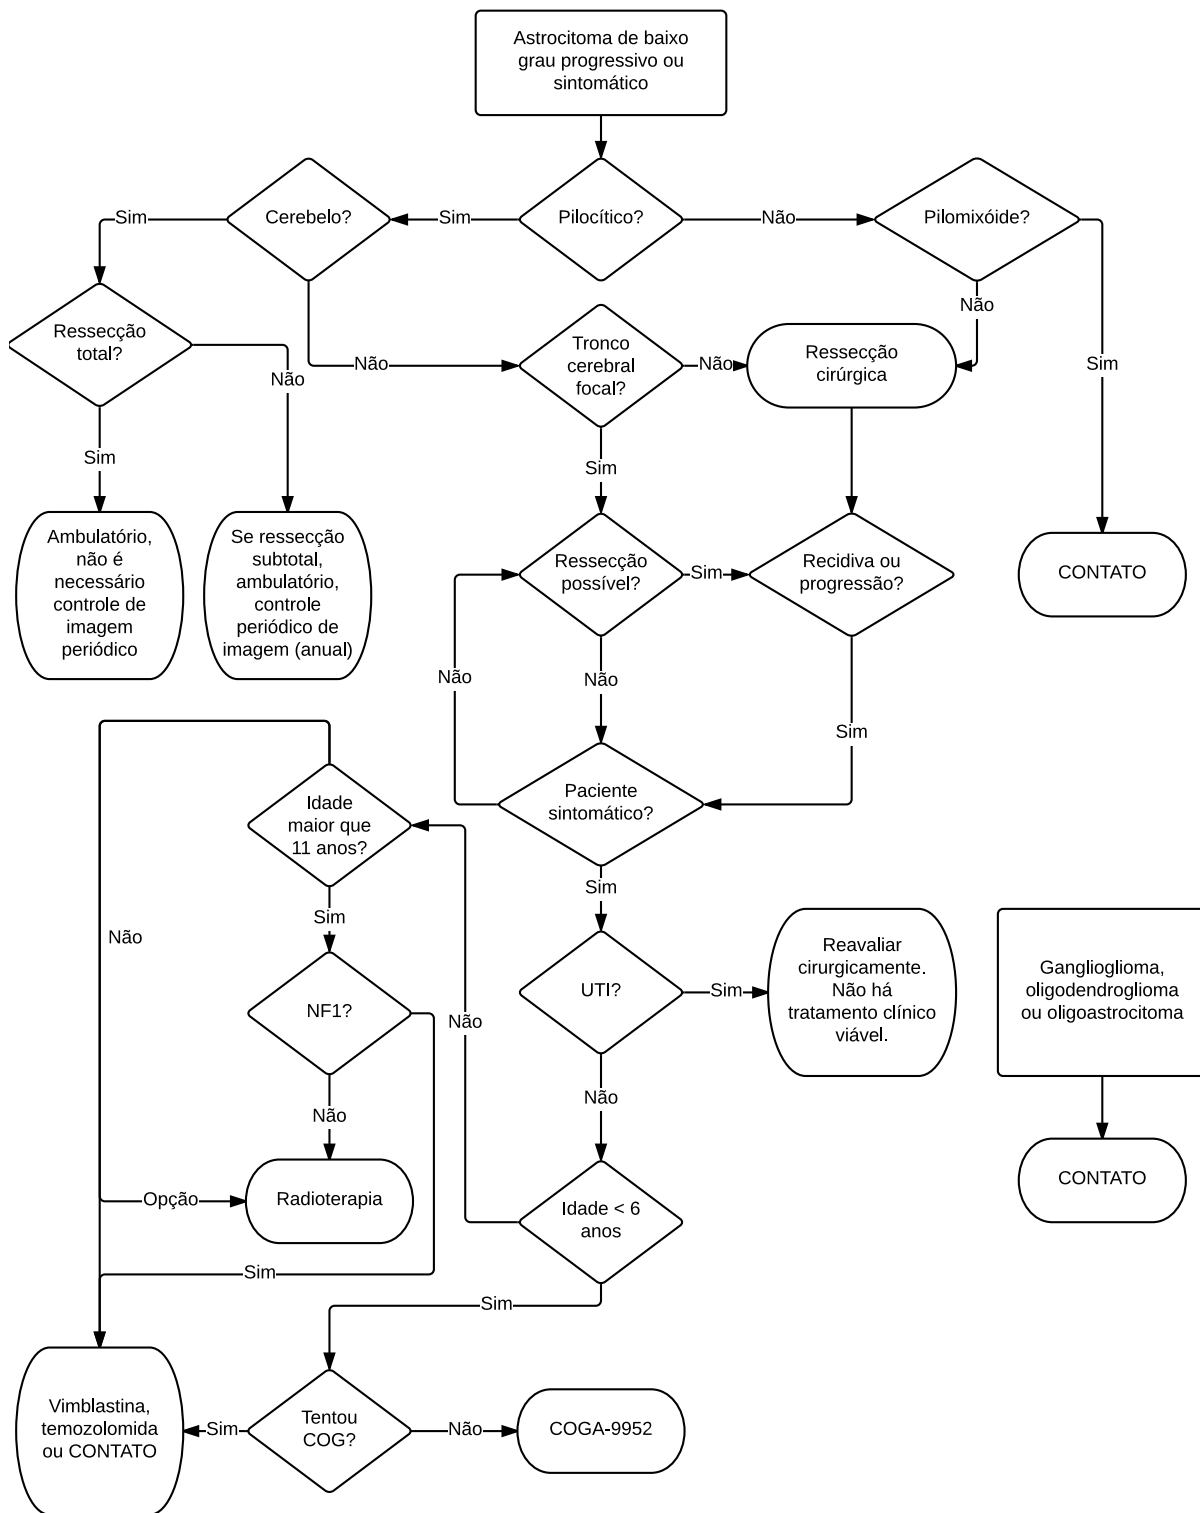 Astrocitoma de baixo
grau progressivo ou
sintomático
Sim
Cerebelo?
Sim
Pilocítico?
Não
Pilomixóide?
Ressecção
total?
Não
Não
Tronco
cerebral
focal?
Não
Ressecção
cirúrgica
Não
Sim
Sim
Sim
Ambulatório,
não é
necessário
controle de
imagem
periódico
Se ressecção
subtotal,
ambulatório,
controle
periódico de
imagem (anual)
Ressecção
possível?
Sim
Recidiva ou
progressão?
CONTATO
Não
Não
Sim
Paciente
sintomático?
Idade
maior que
11 anos?
Sim
Sim
Não
NF1?
Não
UTI?
Sim
Reavaliar
cirurgicamente.
Não há
tratamento clínico
viável.
Ganglioglioma,
oligodendroglioma
ou oligoastrocitoma
Não
Não
Opção
Radioterapia
Idade < 6
anos
CONTATO
Sim
Sim
Vimblastina,
temozolomida
ou CONTATO
Sim
Tentou
COG?
Não
COGA-9952